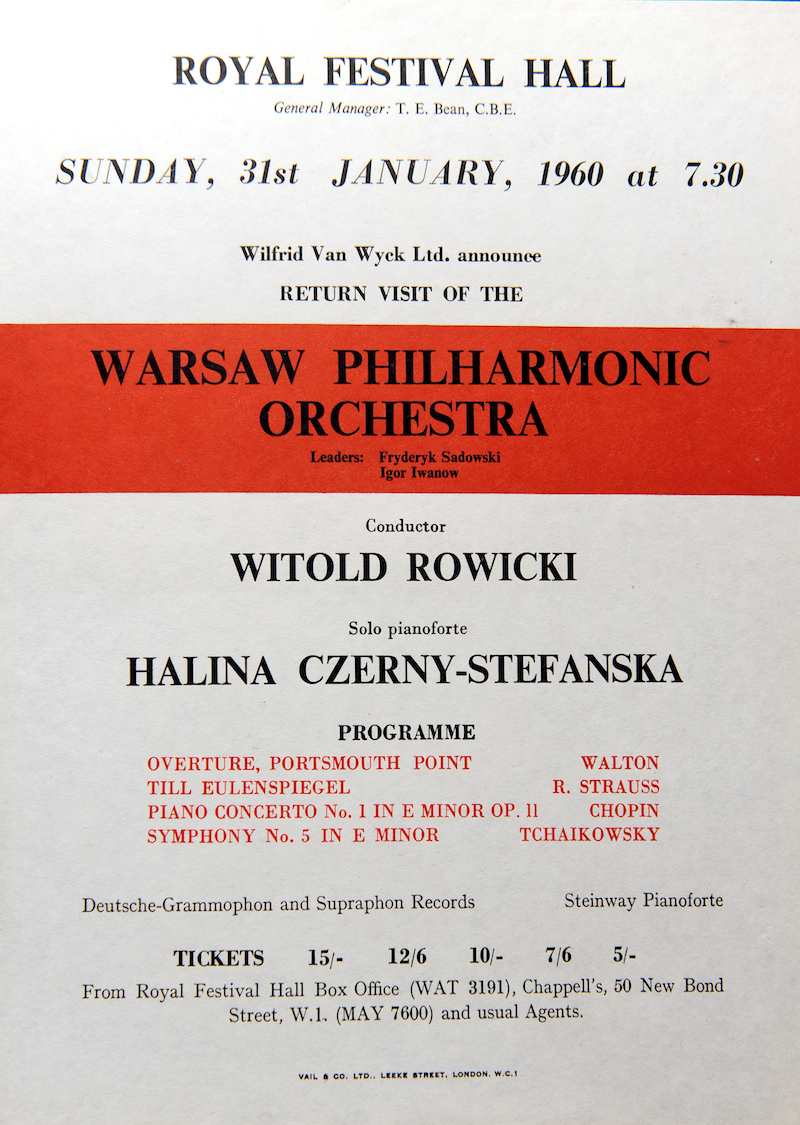 ROYAL FESTIVAL HALL
General Manager: T. E. Bean, C.B.E.
SUNDAY, 31st JANUARY, 1960 at 7.30
Wilfrid Van Wyck Ltd. announce
RETURN VISIT OF THE
WARSAW PHILHARMONIC
ORCHESTRA
Leaders: Fryderyk Sadowski
Igor Iwanow
Conductor
WITOLD ROWICKI
Solo pianoforte
HALINA CZERNY-STEFANSKA
PROGRAMME
OVERTURE, PORTSMOUTH POINT WALTON
TILL EULENSPIEGEL R. STRAUSS
PIANO CONCERTO No. 1 IN E MINOR OP. 11 CHOPIN
SYMPHONY No. 5 IN E MINOR TCHAIKOWSKY
Deutsche-Grammophon and Supraphon Records Steinway Pianoforte
TICKETS 15/- 12/6 10/- 7/6 5/-
From Royal Festival Hall Box Office (WAT 3191), Chappell's, 50 New Bond
Street, W.1. (MAY 7600) and usual Agents.
VAIL & CO. LTD., LEEKE STREET, LONDON, W.C.1